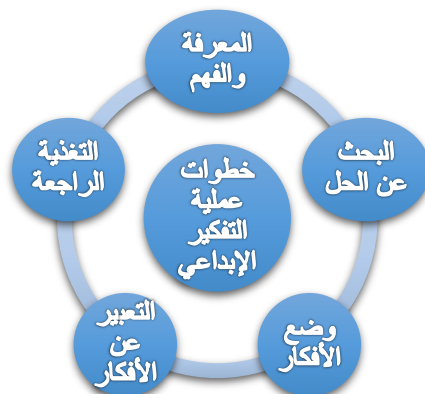 المعرفة
والفهم
البحث
عن الحل
وضع
الأفكار
التعبير
عن
الأفكار
التغذية
الراجعة
خطوات
عملية
التفكير
الإبداعي